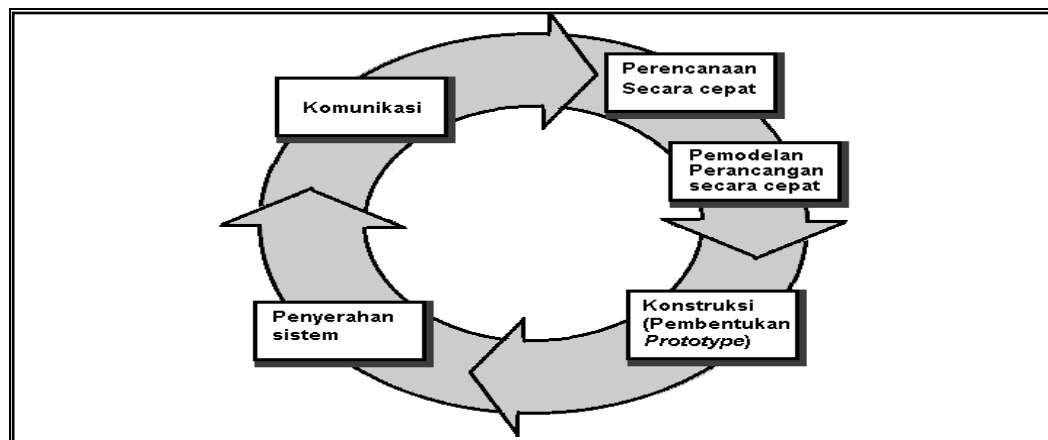 Komunikasi
Perencanaan
Secara cepat
Pemodelan
Perancangan
secara cepat
Konstruksi
(Pembentukan
Prototype)
Penyerahan
sistem